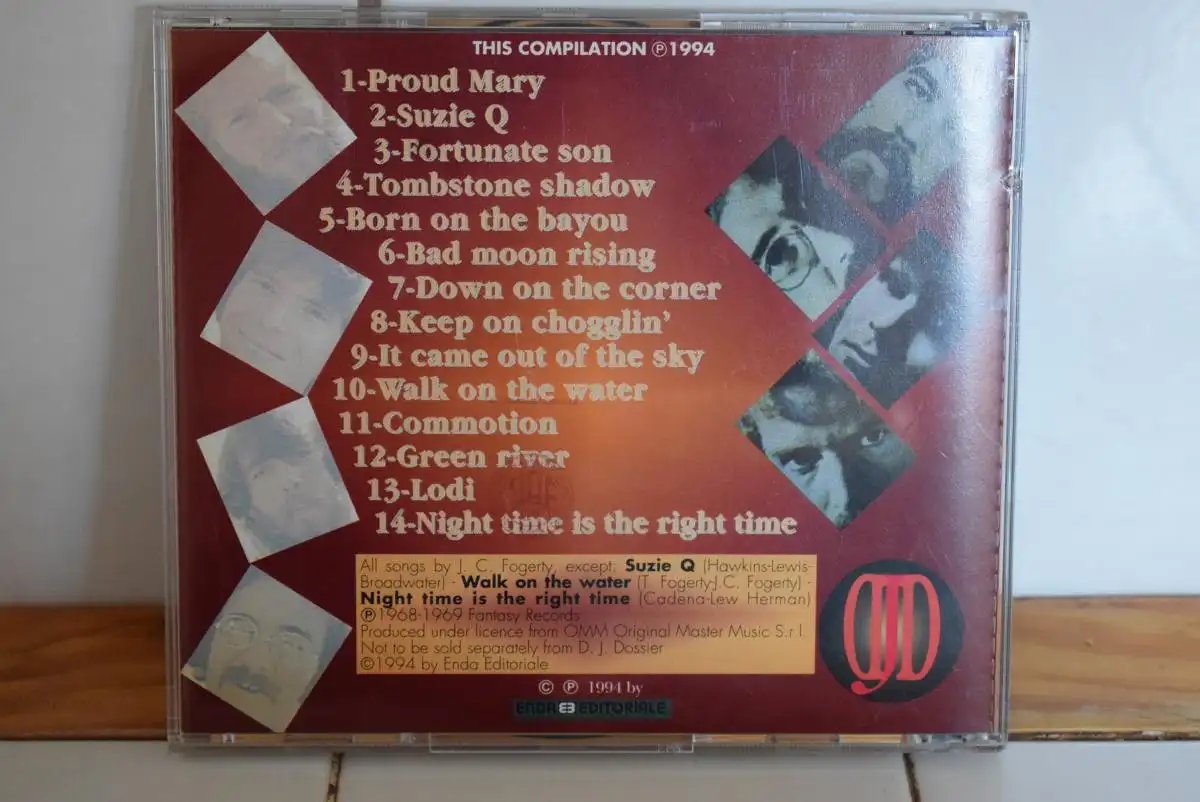 THIS COMPILATION ℗1994
1-Proud Mary
2-Suzie Q
3-Fortunate son
4-Tombstone shadow
5-Born on the bayou
6-Bad moon rising
7-Down on the corner
8-Keep on chogglin'
9-It came out of the sky
10-Walk on the water
11-Commotion
12-Green river
13-Lodi
14-Night time is the right time
All songs by J. C. Fogerty, except: Suzie Q (Hawkins-Lewis-
Broadwater) - Walk on the water (T. Fogerty-J.C. Fogerty) -
Night time is the right time (Cadena-Lew Herman)
℗1968-1969 Fantasy Records
Produced under licence from OMM Original Master Music S.r l.
Not to be sold separately from D. J. Dossier
©1994 by Enda Editoriale
DJD
© ℗ 1994 by
ENDA EDITORIALE